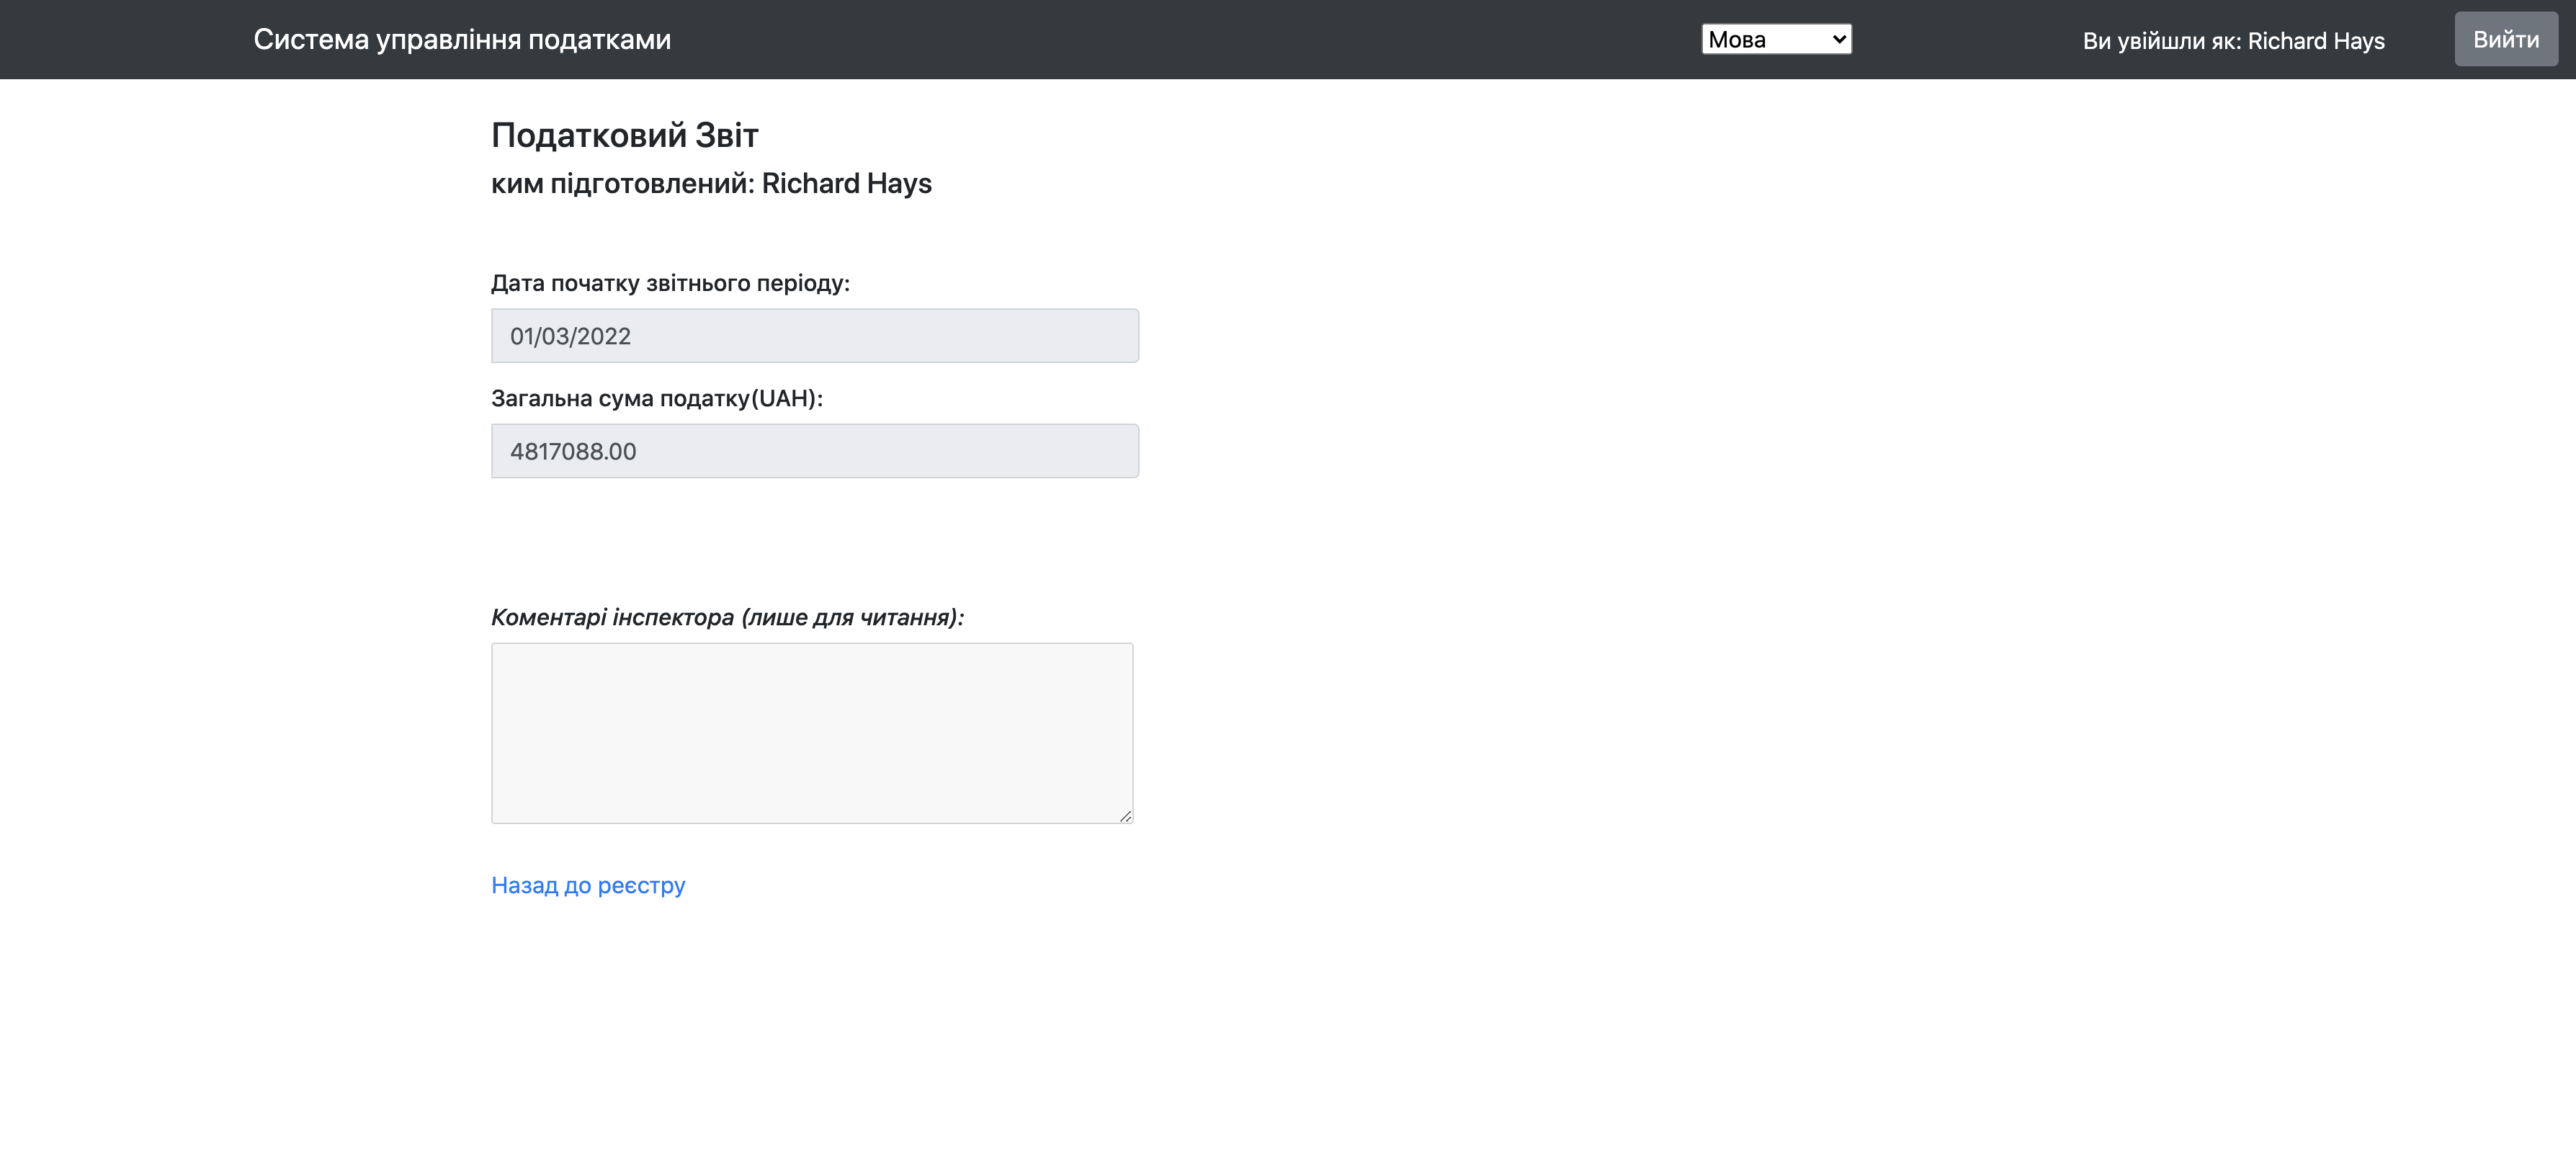 Система управління податками
Мова
Ви увійшли як: Richard Hays
Вийти
Податковий Звіт
ким підготовлений: Richard Hays
Дата початку звітнього періоду:
01/03/2022
Загальна сума податку(UAH):
4817088.00
Коментарі інспектора (лише для читання):
Назад до реєстру